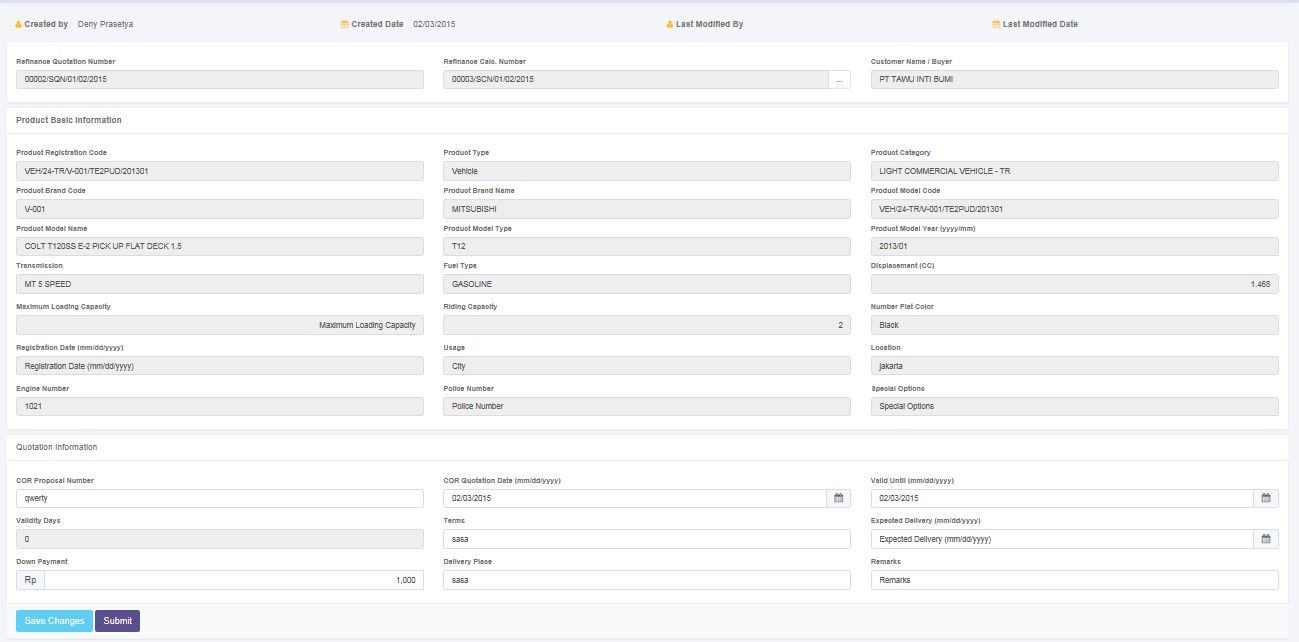 Created by Deny Prasetya Created Date 02/03/2015 Last Modified By Last Modified Date
Refinance Quotation Number Refinance Calc. Number Customer Name / Buyer
00002/SQN/01/02/2015 00003/SCN/01/02/2015 ... PT TAWU INTI BUMI
Product Basic Information
Product Registration Code Product Type Product Category
VEH/24-TR/V-001/TE2PUD/201301 Vehicle LIGHT COMMERCIAL VEHICLE - TR
Product Brand Code Product Brand Name Product Model Code
V-001 MITSUBISHI VEH/24-TR/V-001/TE2PUD/201301
Product Model Name Product Model Type Product Model Year (yyyy/mm)
COLT T120SS E-2 PICK UP FLAT DECK 1.5 T12 2013/01
Transmission Fuel Type Displacement (CC)
MT 5 SPEED GASOLINE 1.468
Maximum Loading Capacity Riding Capacity Number Plat Color
Maximum Loading Capacity 2 Black
Registration Date (mm/dd/yyyy) Usage Location
Registration Date (mm/dd/yyyy) City jakarta
Engine Number Police Number Special Options
1021 Police Number Special Options
Quotation Information
COR Proposal Number COR Quotation Date (mm/dd/yyyy) Valid Until (mm/dd/yyyy)
qwerty 02/03/2015 02/03/2015
Validity Days Terms Expected Delivery (mm/dd/yyyy)
0 sasa Expected Delivery (mm/dd/yyyy)
Down Payment Delivery Place Remarks
Rp 1,000 sasa Remarks
Save Changes Submit